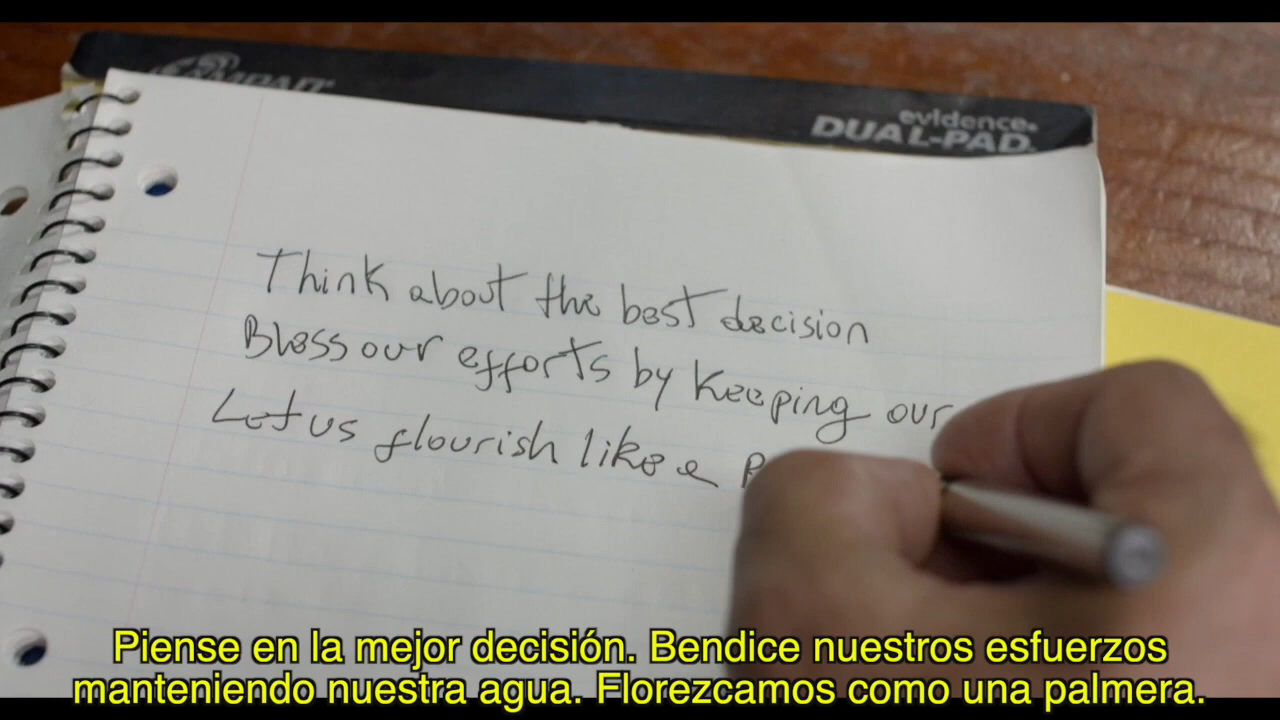 evidence
DUAL-PAD
Think about the best decision
Bless our efforts by keeping our
Let us flourish like a
Piense en la mejor decisión. Bendice nuestros esfuerzos
manteniendo nuestra agua. Florezcamos como una palmera.